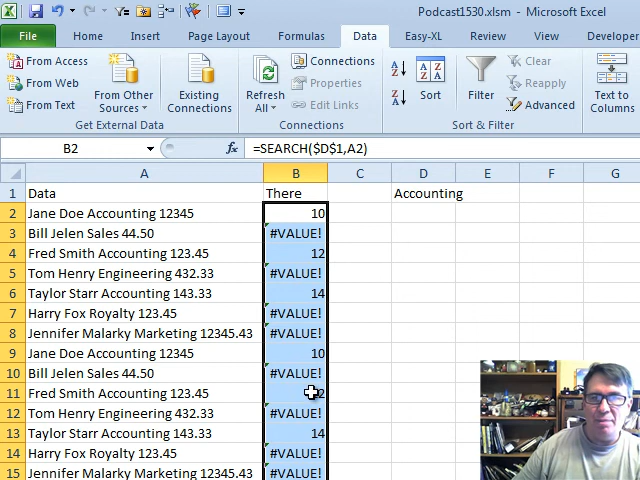 Podcast1530.xlsm - Microsoft Excel
File Home Insert Page Layout Formulas Data Easy-XL Review View Developer
From Access
From Web
From Text
From Other Sources
Existing Connections
Get External Data
Refresh All
Connections
Properties
Edit Links
Connections
Sort
Filter
Clear
Reapply
Advanced
Sort & Filter
Text to Columns
B2 fx =SEARCH($D$1,A2)
A B C D E F G
1 Data There Accounting
2 Jane Doe Accounting 12345 10
3 Bill Jelen Sales 44.50 #VALUE!
4 Fred Smith Accounting 123.45 12
5 Tom Henry Engineering 432.33 #VALUE!
6 Taylor Starr Accounting 143.33 14
7 Harry Fox Royalty 123.45 #VALUE!
8 Jennifer Malarky Marketing 12345.43 #VALUE!
9 Jane Doe Accounting 12345 10
10 Bill Jelen Sales 44.50 #VALUE!
11 Fred Smith Accounting 123.45 2
12 Tom Henry Engineering 432.33 #VALUE!
13 Taylor Starr Accounting 143.33 14
14 Harry Fox Royalty 123.45 #VALUE!
15 Jennifer Malarky Marketing 12345.43 #VALUE!